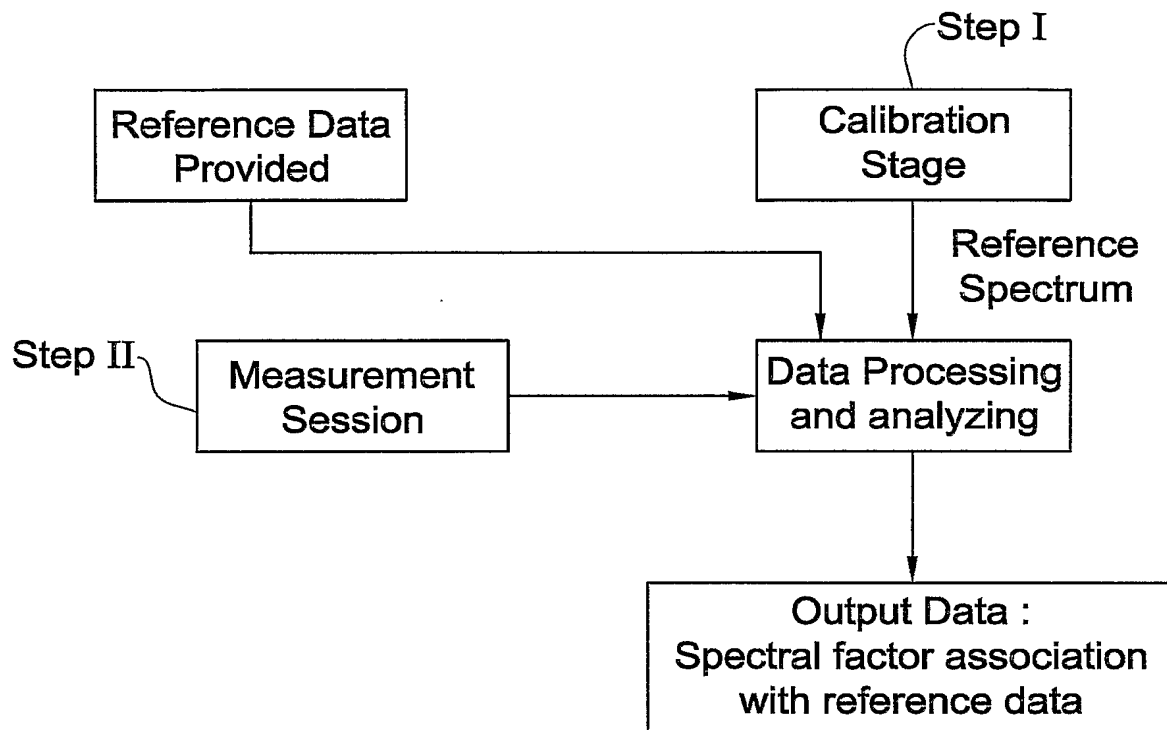 Step I
Reference Data
Provided
Calibration
Stage
Reference
Spectrum
Step II
Measurement
Session
Data Processing
and analyzing
Output Data :
Spectral factor association
with reference data